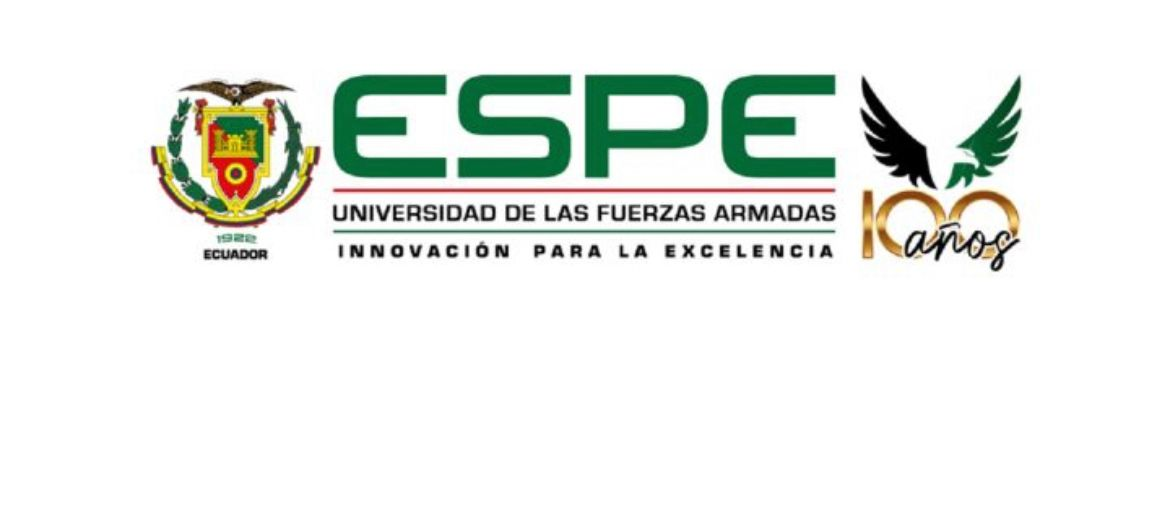 1922
ECUADOR
ESPE
UNIVERSIDAD DE LAS FUERZAS ARMADAS
INNOVACIÓN PARA LA EXCELENCIA
100
años